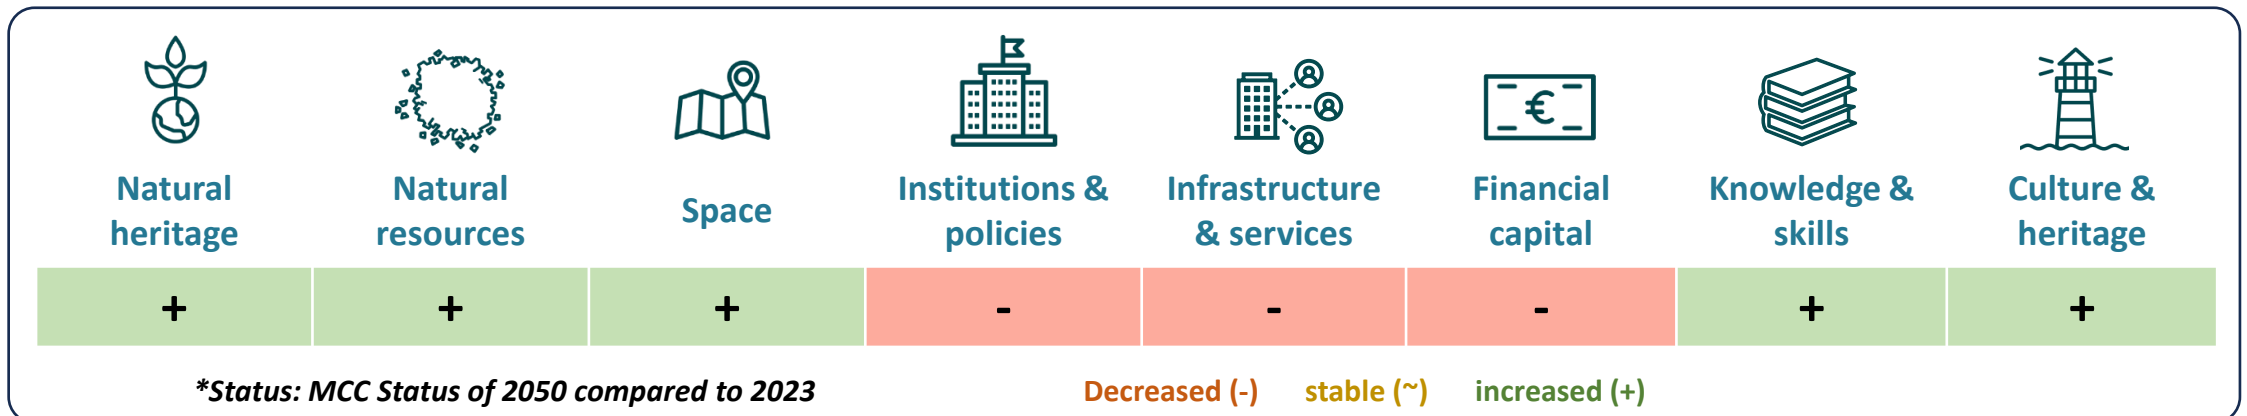 Natural
heritage
Natural
resources
Space
Institutions &
policies
Infrastructure
& services
€
Financial
capital
Knowledge &
skills
Culture &
heritage
+ + + - - - + +
*Status: MCC Status of 2050 compared to 2023
Decreased (-) stable (~) increased (+)